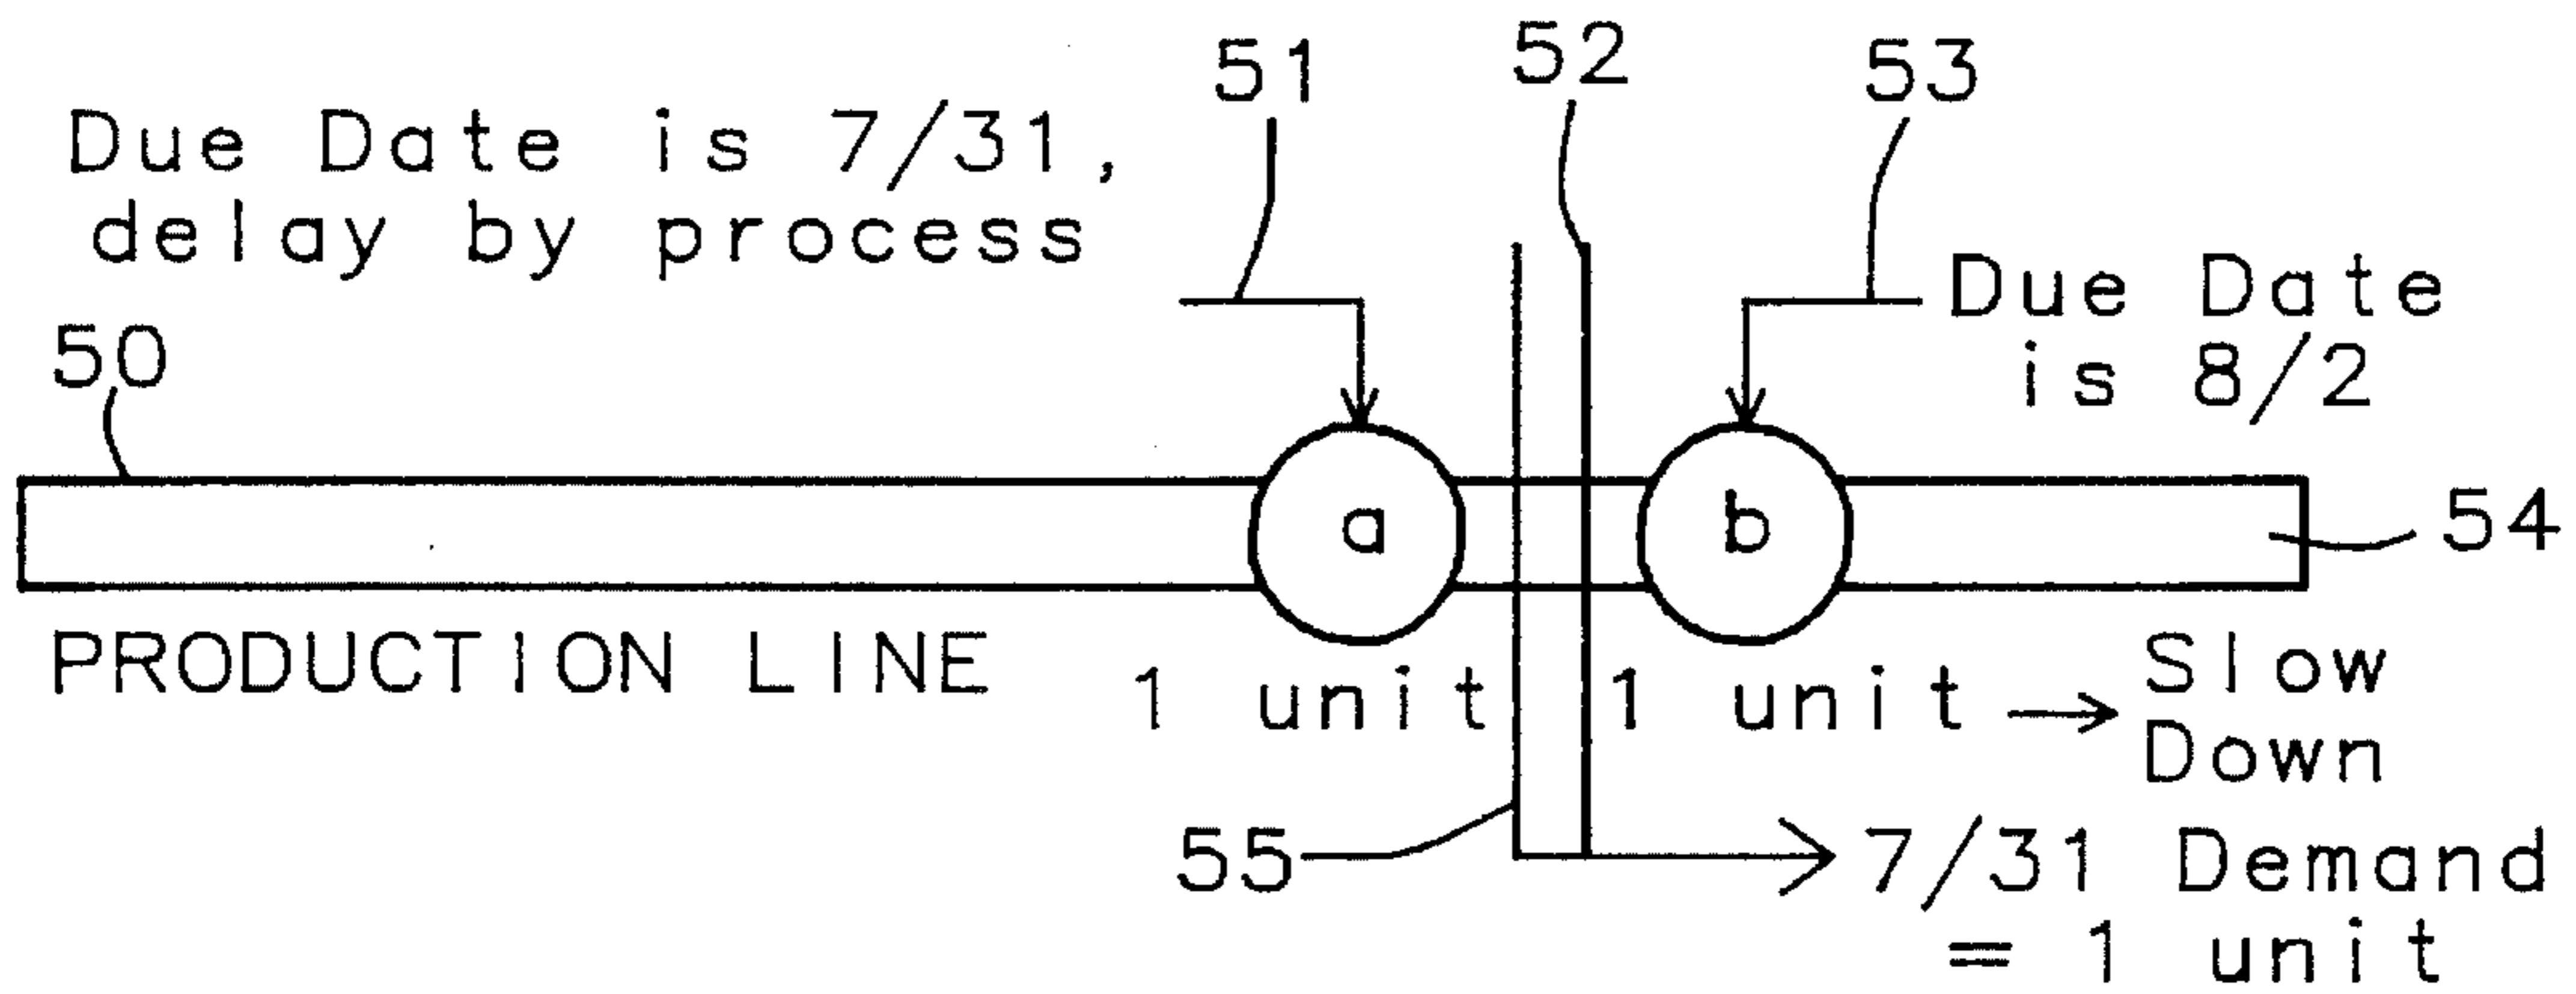 51
52
53
Due Date is 7/31,
delay by process
Due Date
is 8/2
50
a
b
54
PRODUCTION LINE
1 unit
1 unit → Slow
Down
55
7/31 Demand
= 1 unit